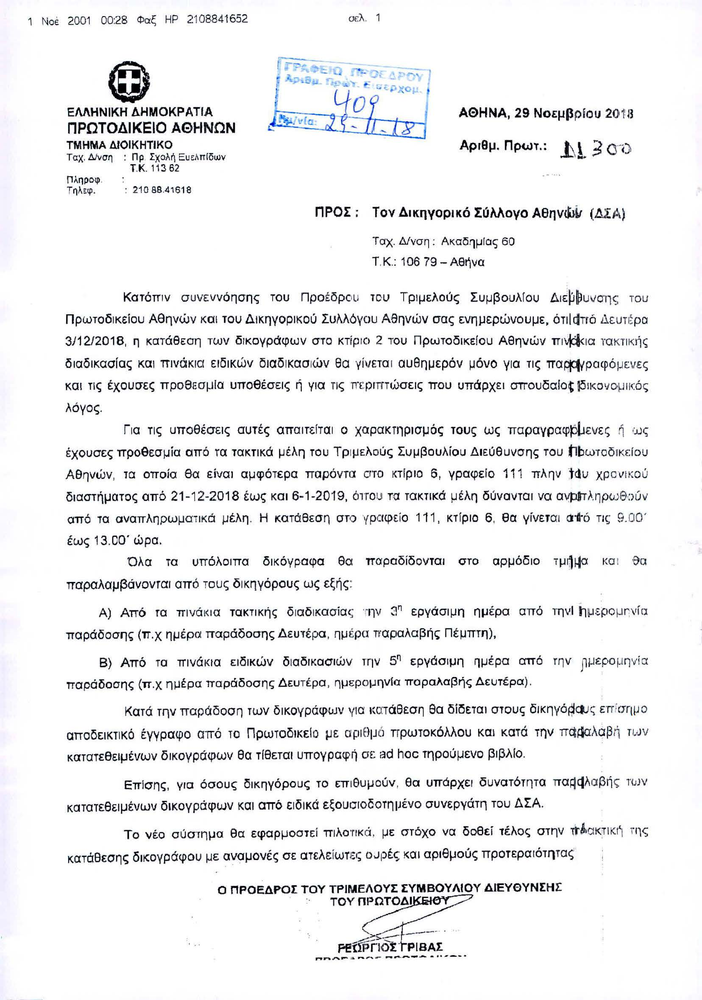 1 Νοέ 2001 00:28 Φαξ HP 2108841652 σελ. 1
ΓΡΑΦΕΙΟ ΠΡΟΕΔΡΟΥ
Αριθμ. Πρωτ. Εισερχομ.
409
Ημ/νία: 29-11-18
ΕΛΛΗΝΙΚΗ ΔΗΜΟΚΡΑΤΙΑ
ΠΡΩΤΟΔΙΚΕΙΟ ΑΘΗΝΩΝ
ΤΜΗΜΑ ΔΙΟΙΚΗΤΙΚΟ
Ταχ. Δ/νση : Πρ. Σχολή Ευελπίδων
Τ.Κ. 113 62
Πληροφ. :
Τηλεφ. : 210 88.41618
ΑΘΗΝΑ, 29 Νοεμβρίου 2018
Αριθμ. Πρωτ.: 300
ΠΡΟΣ : Τον Δικηγορικό Σύλλογο Αθηνών (ΔΣΑ)
Ταχ. Δ/νση : Ακαδημίας 60
Τ.Κ.: 106 79 – Αθήνα
Κατόπιν συνεννόησης του Προέδρου του Τριμελούς Συμβουλίου Διεύθυνσης του
Πρωτοδικείου Αθηνών και του Δικηγορικού Συλλόγου Αθηνών σας ενημερώνουμε, ότι από Δευτέρα
3/12/2018, η κατάθεση των δικογράφων στο κτίριο 2 του Πρωτοδικείου Αθηνών πινάκια τακτικής
διαδικασίας και πινάκια ειδικών διαδικασιών θα γίνεται αυθημερόν μόνο για τις παραγραφόμενες
και τις έχουσες προθεσμία υποθέσεις ή για τις περιπτώσεις που υπάρχει σπουδαίος δικονομικός
λόγος.
Για τις υποθέσεις αυτές απαιτείται ο χαρακτηρισμός τους ως παραγραφόμενες ή ως
έχουσες προθεσμία από τα τακτικά μέλη του Τριμελούς Συμβουλίου Διεύθυνσης του Πρωτοδικείου
Αθηνών, τα οποία θα είναι αμφότερα παρόντα στο κτίριο 6, γραφείο 111 πλην του χρονικού
διαστήματος από 21-12-2018 έως και 6-1-2019, όπου τα τακτικά μέλη δύνανται να αναπληρωθούν
από τα αναπληρωματικά μέλη. Η κατάθεση στο γραφείο 111, κτίριο 6, θα γίνεται από τις 9.00΄
έως 13.00΄ ώρα.
Όλα τα υπόλοιπα δικόγραφα θα παραδίδονται στο αρμόδιο τμήμα και θα
παραλαμβάνονται από τους δικηγόρους ως εξής:
Α) Από τα πινάκια τακτικής διαδικασίας την 3η εργάσιμη ημέρα από την ημερομηνία
παράδοσης (π.χ ημέρα παράδοσης Δευτέρα, ημέρα παραλαβής Πέμπτη),
Β) Από τα πινάκια ειδικών διαδικασιών την 5η εργάσιμη ημέρα από την ημερομηνία
παράδοσης (π.χ ημέρα παράδοσης Δευτέρα, ημερομηνία παραλαβής Δευτέρα).
Κατά την παράδοση των δικογράφων για κατάθεση θα δίδεται στους δικηγόρους επίσημο
αποδεικτικό έγγραφο από το Πρωτοδικείο με αριθμό πρωτοκόλλου και κατά την παραλαβή των
κατατεθειμένων δικογράφων θα τίθεται υπογραφή σε ad hoc τηρούμενο βιβλίο.
Επίσης, για όσους δικηγόρους το επιθυμούν, θα υπάρχει δυνατότητα παραλαβής των
κατατεθειμένων δικογράφων και από ειδικά εξουσιοδοτημένο συνεργάτη του ΔΣΑ.
Το νέο σύστημα θα εφαρμοστεί πιλοτικά, με στόχο να δοθεί τέλος στην πρακτική της
κατάθεσης δικογράφου με αναμονές σε ατελείωτες ουρές και αριθμούς προτεραιότητας
Ο ΠΡΟΕΔΡΟΣ ΤΟΥ ΤΡΙΜΕΛΟΥΣ ΣΥΜΒΟΥΛΙΟΥ ΔΙΕΥΘΥΝΣΗΣ
ΤΟΥ ΠΡΩΤΟΔΙΚΕΙΟΥ
ΓΕΩΡΓΙΟΣ ΓΡΙΒΑΣ